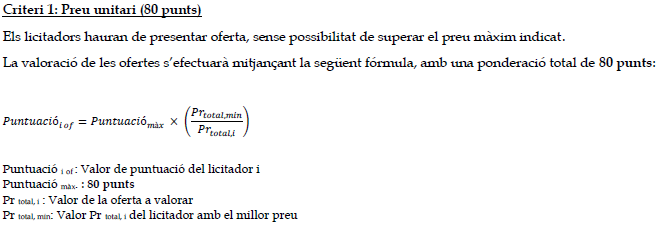 Criteri 1: Preu unitari (80 punts)
Els licitadors hauran de presentar oferta, sense possibilitat de superar el preu màxim indicat.
La valoració de les ofertes s'efectuarà mitjançant la següent fórmula, amb una ponderació total de 80 punts:
Puntuació i of = Puntuació màx × (Pr total,min / Pr total,i)
Puntuació i of : Valor de puntuació del licitador i
Puntuació màx. : 80 punts
Pr total, i : Valor de la oferta a valorar
Pr total, min: Valor Pr total, i del licitador amb el millor preu